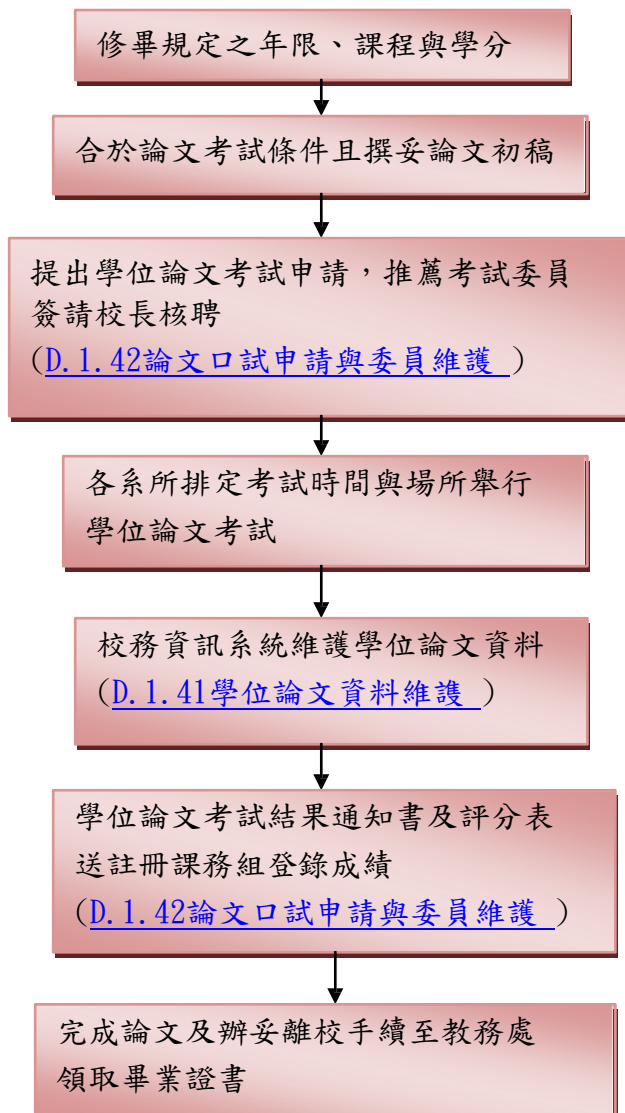 修畢規定之年限、課程與學分
合於論文考試條件且撰妥論文初稿
提出學位論文考試申請，推薦考試委員
簽請校長核聘
(D.1.42論文口試申請與委員維護 )
各系所排定考試時間與場所舉行
學位論文考試
校務資訊系統維護學位論文資料
(D.1.41學位論文資料維護 )
學位論文考試結果通知書及評分表
送註冊課務組登錄成績
(D.1.42論文口試申請與委員維護 )
完成論文及辦妥離校手續至教務處
領取畢業證書